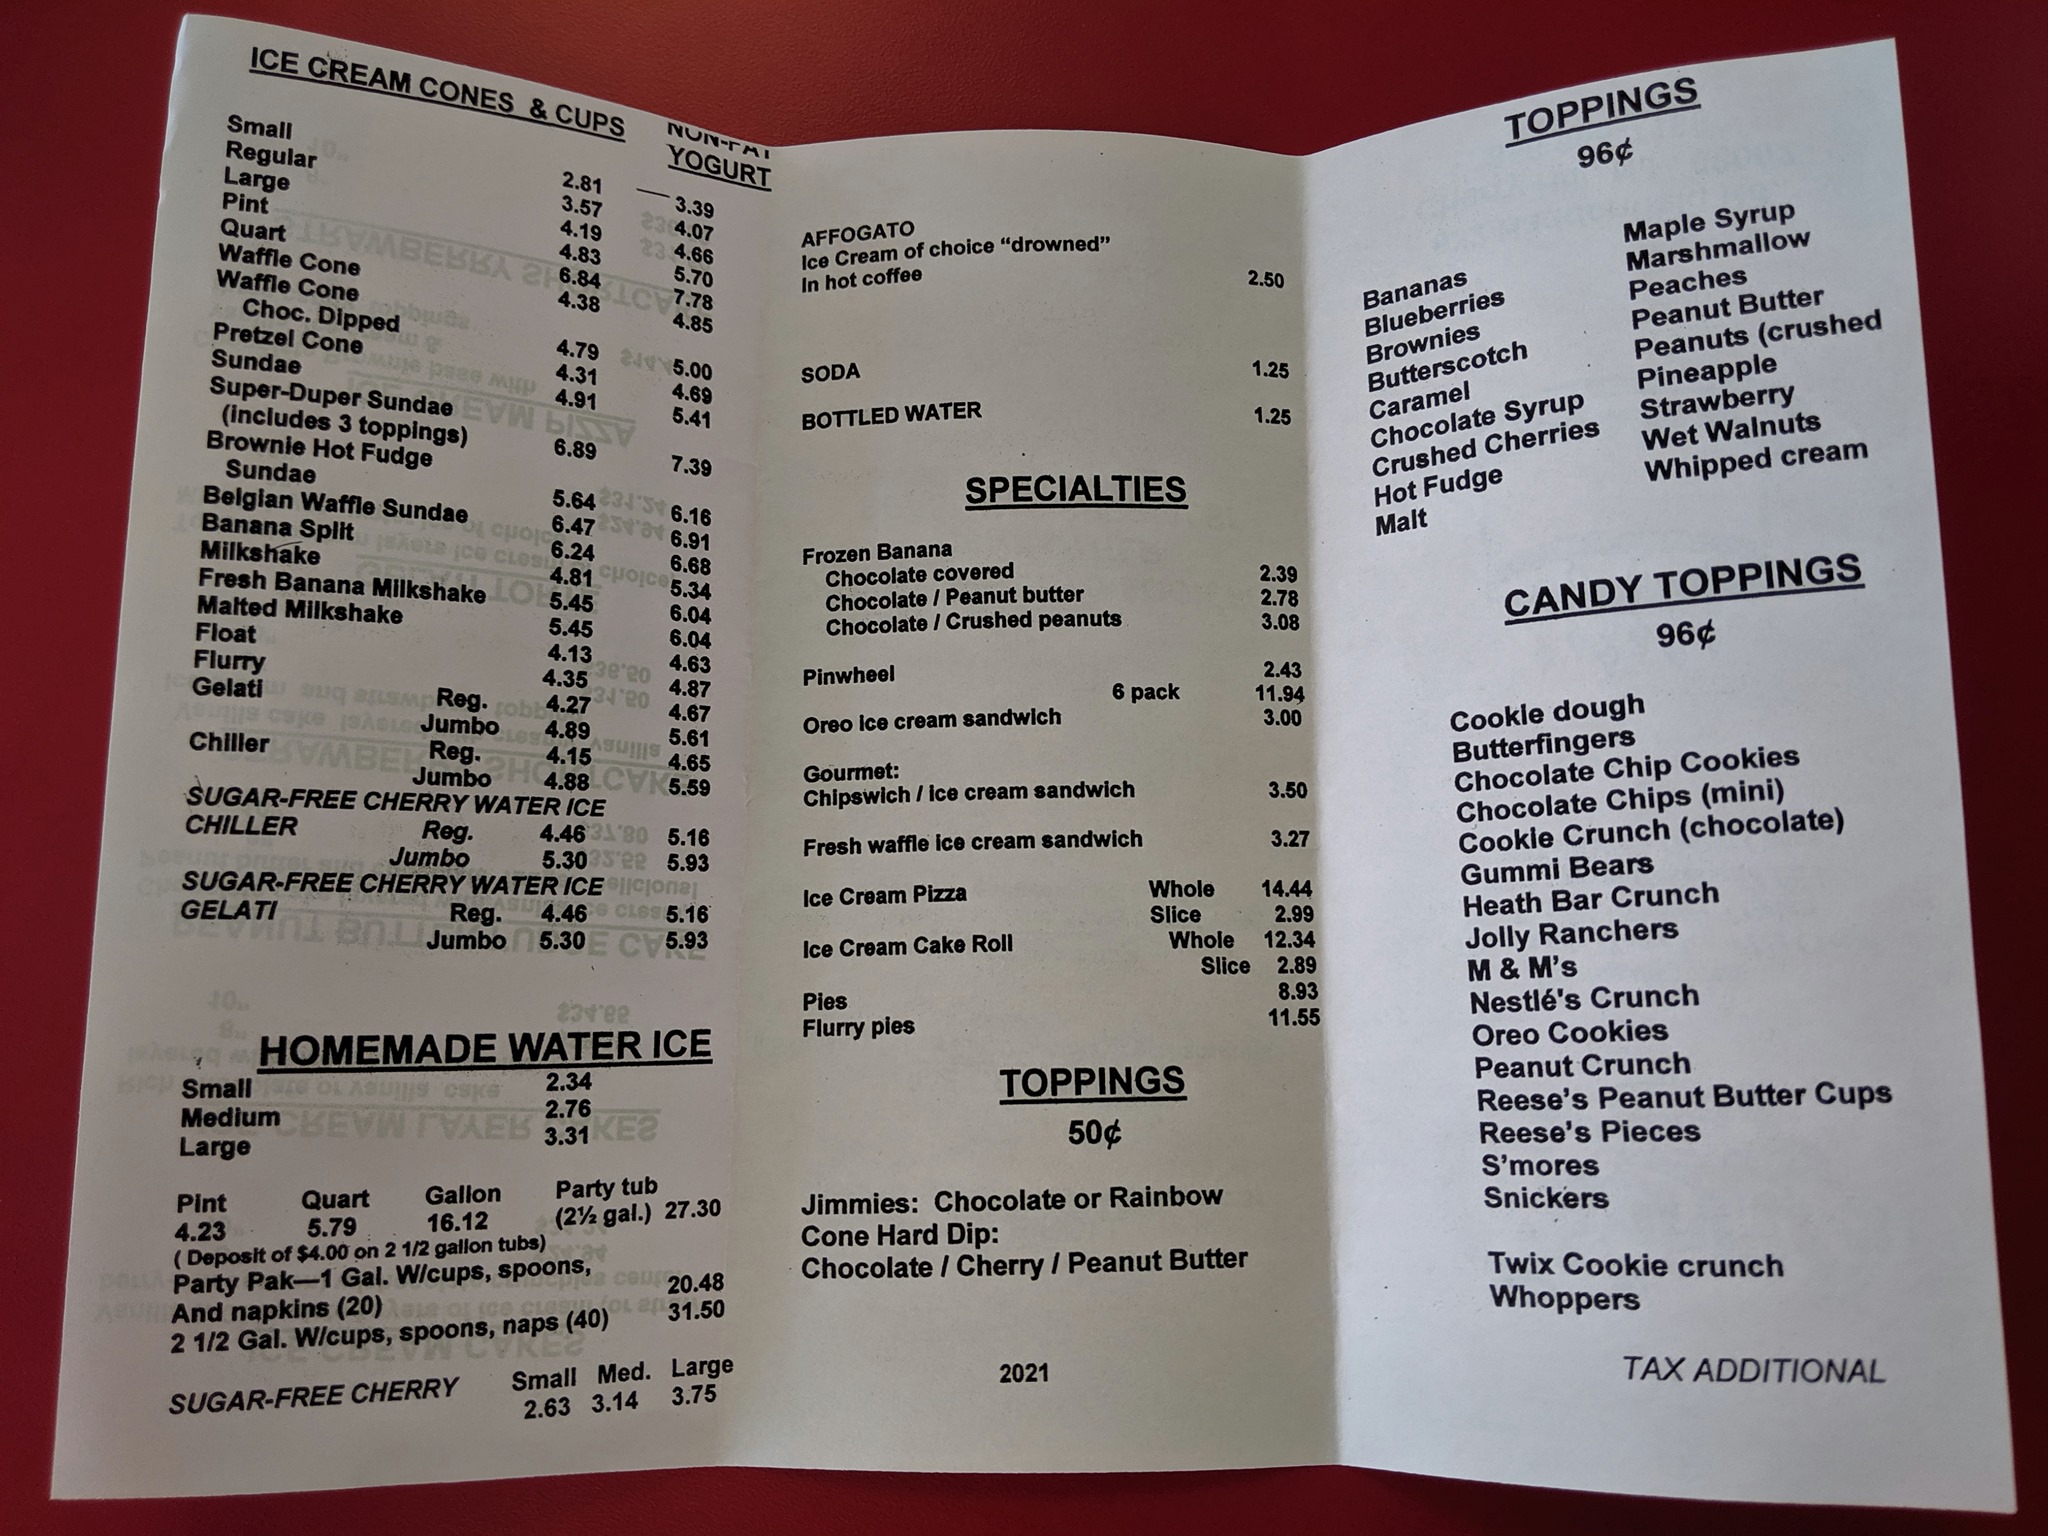 ICE CREAM CONES & CUPS
NON-FAT
YOGURT
Small 2.81 3.39
Regular 3.57 4.07
Large 4.19 4.66
Pint 4.83 5.70
Quart 6.84 7.78
Waffle Cone 4.38 4.85
Waffle Cone
Choc. Dipped 4.79 5.00
Pretzel Cone 4.31 4.69
Sundae 4.91 5.41
Super-Duper Sundae
(includes 3 toppings) 6.89 7.39
Brownie Hot Fudge
Sundae 5.64 6.16
Belgian Waffle Sundae 6.47 6.91
Banana Split 6.24 6.68
Milkshake 4.81 5.34
Fresh Banana Milkshake 5.45 6.04
Malted Milkshake 5.45 6.04
Float 4.13 4.63
Flurry 4.35 4.87
Gelati Reg. 4.27 4.67
Jumbo 4.89 5.61
Chiller Reg. 4.15 4.65
Jumbo 4.88 5.59
SUGAR-FREE CHERRY WATER ICE
CHILLER Reg. 4.46 5.16
Jumbo 5.30 5.93
SUGAR-FREE CHERRY WATER ICE
GELATI Reg. 4.46 5.16
Jumbo 5.30 5.93
HOMEMADE WATER ICE
Small 2.34
Medium 2.76
Large 3.31
Pint Quart Gallon Party tub
4.23 5.79 16.12 (2½ gal.) 27.30
( Deposit of $4.00 on 2 1/2 gallon tubs)
Party Pak—1 Gal. W/cups, spoons,
And napkins (20) 20.48
2 1/2 Gal. W/cups, spoons, naps (40) 31.50
Small Med. Large
SUGAR-FREE CHERRY 2.63 3.14 3.75
AFFOGATO
Ice Cream of choice “drowned”
In hot coffee 2.50
SODA 1.25
BOTTLED WATER 1.25
SPECIALTIES
Frozen Banana
Chocolate covered 2.39
Chocolate / Peanut butter 2.78
Chocolate / Crushed peanuts 3.08
Pinwheel 2.43
6 pack 11.94
Oreo ice cream sandwich 3.00
Gourmet:
Chipswich / ice cream sandwich 3.50
Fresh waffle ice cream sandwich 3.27
Ice Cream Pizza Whole 14.44
Slice 2.99
Ice Cream Cake Roll Whole 12.34
Slice 2.89
Pies 8.93
Flurry pies 11.55
TOPPINGS
50¢
Jimmies: Chocolate or Rainbow
Cone Hard Dip:
Chocolate / Cherry / Peanut Butter
2021
TOPPINGS
96¢
Bananas
Blueberries
Brownies
Butterscotch
Caramel
Chocolate Syrup
Crushed Cherries
Hot Fudge
Malt
Maple Syrup
Marshmallow
Peaches
Peanut Butter
Peanuts (crushed
Pineapple
Strawberry
Wet Walnuts
Whipped cream
CANDY TOPPINGS
96¢
Cookie dough
Butterfingers
Chocolate Chip Cookies
Chocolate Chips (mini)
Cookie Crunch (chocolate)
Gummi Bears
Heath Bar Crunch
Jolly Ranchers
M & M's
Nestlé's Crunch
Oreo Cookies
Peanut Crunch
Reese's Peanut Butter Cups
Reese's Pieces
S'mores
Snickers
Twix Cookie crunch
Whoppers
TAX ADDITIONAL